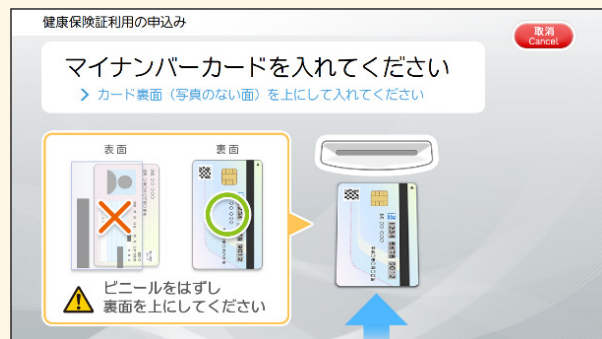 健康保険証利用の申込み
取消
Cancel
マイナンバーカードを入れてください
カード裏面（写真のない面）を上にして入れてください
表面
裏面
ビニールをはずし
裏面を上にしてください